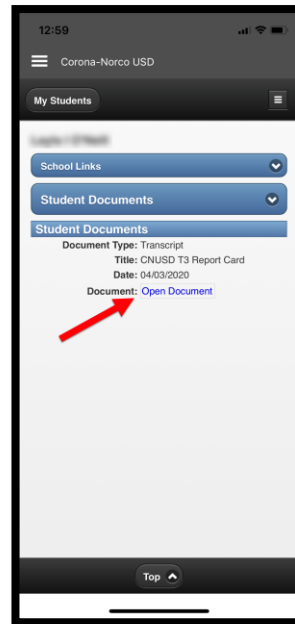 12:59
Corona-Norco USD
My Students
School Links
Student Documents
Student Documents
Document Type: Transcript
Title: CNUSD T3 Report Card
Date: 04/03/2020
Document: Open Document
Top